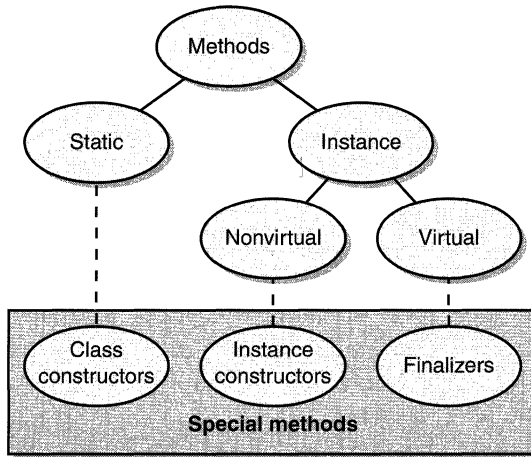 Methods
Static
Instance
Nonvirtual
Virtual
Class
constructors
Instance
constructors
Finalizers
Special methods